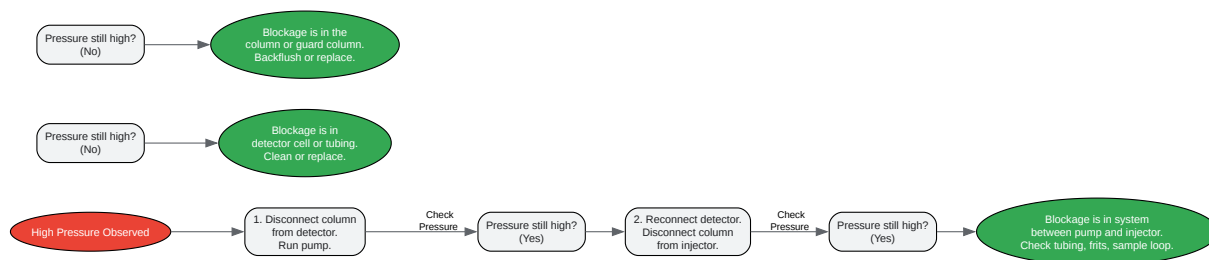 Pressure still high?
(No)
Blockage is in the
column or guard column.
Backflush or replace.
Pressure still high?
(No)
Blockage is in
detector cell or tubing.
Clean or replace.
High Pressure Observed
1. Disconnect column
from detector.
Run pump.
Check
Pressure
Pressure still high?
(Yes)
2. Reconnect detector.
Disconnect column
from injector.
Check
Pressure
Pressure still high?
(Yes)
Blockage is in system
between pump and injector.
Check tubing, frits, sample loop.